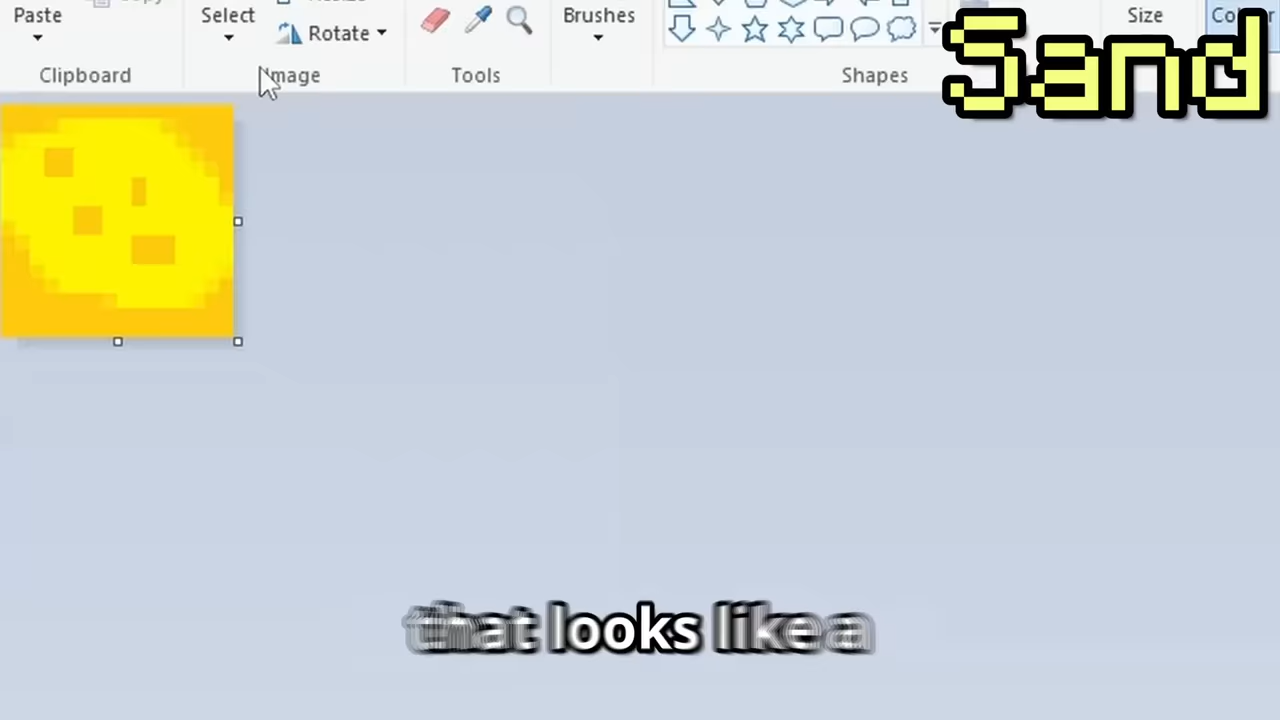 Paste
Select
Rotate
Brushes
Size
Clipboard
Image
Tools
Shapes
Sand
that looks like a